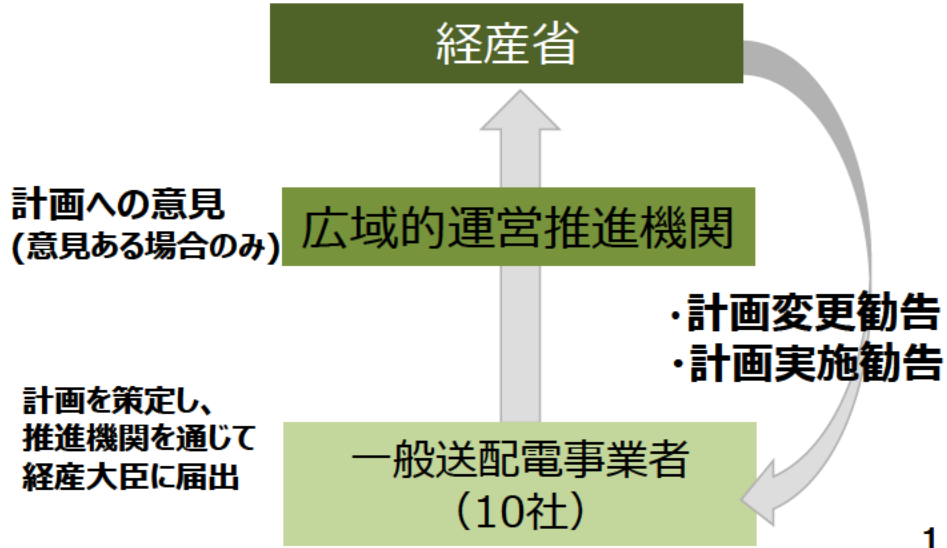 経産省
計画への意見
(意見ある場合のみ)
広域的運営推進機関
・計画変更勧告
・計画実施勧告
計画を策定し、
推進機関を通じて
経産大臣に届出
一般送配電事業者
（10社）
1